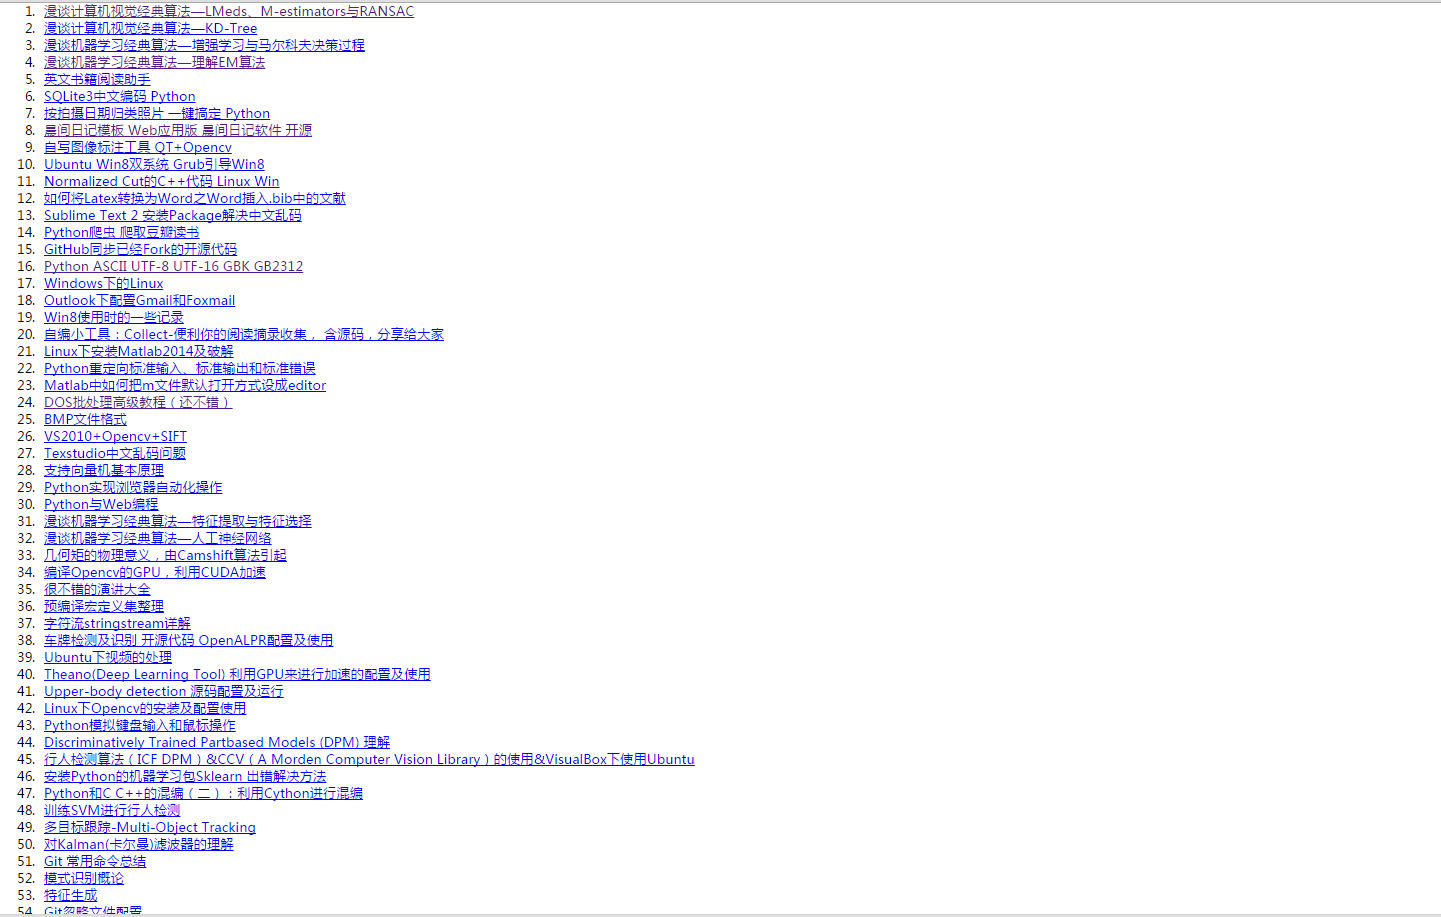 1. 漫谈计算机视觉经典算法—LMeds、M-estimators与RANSAC
2. 漫谈计算机视觉经典算法—KD-Tree
3. 漫谈机器学习经典算法—增强学习与马尔科夫决策过程
4. 漫谈机器学习经典算法—理解EM算法
5. 英文书籍阅读助手
6. SQLite3中文编码 Python
7. 按拍摄日期归类照片 一键搞定 Python
8. 晨间日记模板 Web应用版 晨间日记软件 开源
9. 自写图像标注工具 QT+Opencv
10. Ubuntu Win8双系统 Grub引导Win8
11. Normalized Cut的C++代码 Linux Win
12. 如何将Latex转换为Word之Word插入.bib中的文献
13. Sublime Text 2 安装Package解决中文乱码
14. Python爬虫 爬取豆瓣读书
15. GitHub同步已经Fork的开源代码
16. Python ASCII UTF-8 UTF-16 GBK GB2312
17. Windows下的Linux
18. Outlook下配置Gmail和Foxmail
19. Win8使用时的一些记录
20. 自编小工具：Collect-便利你的阅读摘录收集， 含源码，分享给大家
21. Linux下安装Matlab2014及破解
22. Python重定向标准输入、标准输出和标准错误
23. Matlab中如何把m文件默认打开方式设成editor
24. DOS批处理高级教程（还不错）
25. BMP文件格式
26. VS2010+Opencv+SIFT
27. Texstudio中文乱码问题
28. 支持向量机基本原理
29. Python实现浏览器自动化操作
30. Python与Web编程
31. 漫谈机器学习经典算法—特征提取与特征选择
32. 漫谈机器学习经典算法—人工神经网络
33. 几何矩的物理意义，由Camshift算法引起
34. 编译Opencv的GPU，利用CUDA加速
35. 很不错的演讲大全
36. 预编译宏定义集整理
37. 字符流stringstream详解
38. 车牌检测及识别 开源代码 OpenALPR配置及使用
39. Ubuntu下视频的处理
40. Theano(Deep Learning Tool) 利用GPU来进行加速的配置及使用
41. Upper-body detection 源码配置及运行
42. Linux下Opencv的安装及配置使用
43. Python模拟键盘输入和鼠标操作
44. Discriminatively Trained Partbased Models (DPM) 理解
45. 行人检测算法（ICF DPM）&CCV（A Morden Computer Vision Library）的使用&VisualBox下使用Ubuntu
46. 安装Python的机器学习包Sklearn 出错解决方法
47. Python和C C++的混编（二）：利用Cython进行混编
48. 训练SVM进行行人检测
49. 多目标跟踪-Multi-Object Tracking
50. 对Kalman(卡尔曼)滤波器的理解
51. Git 常用命令总结
52. 模式识别概论
53. 特征生成
54. Git忽略文件配置